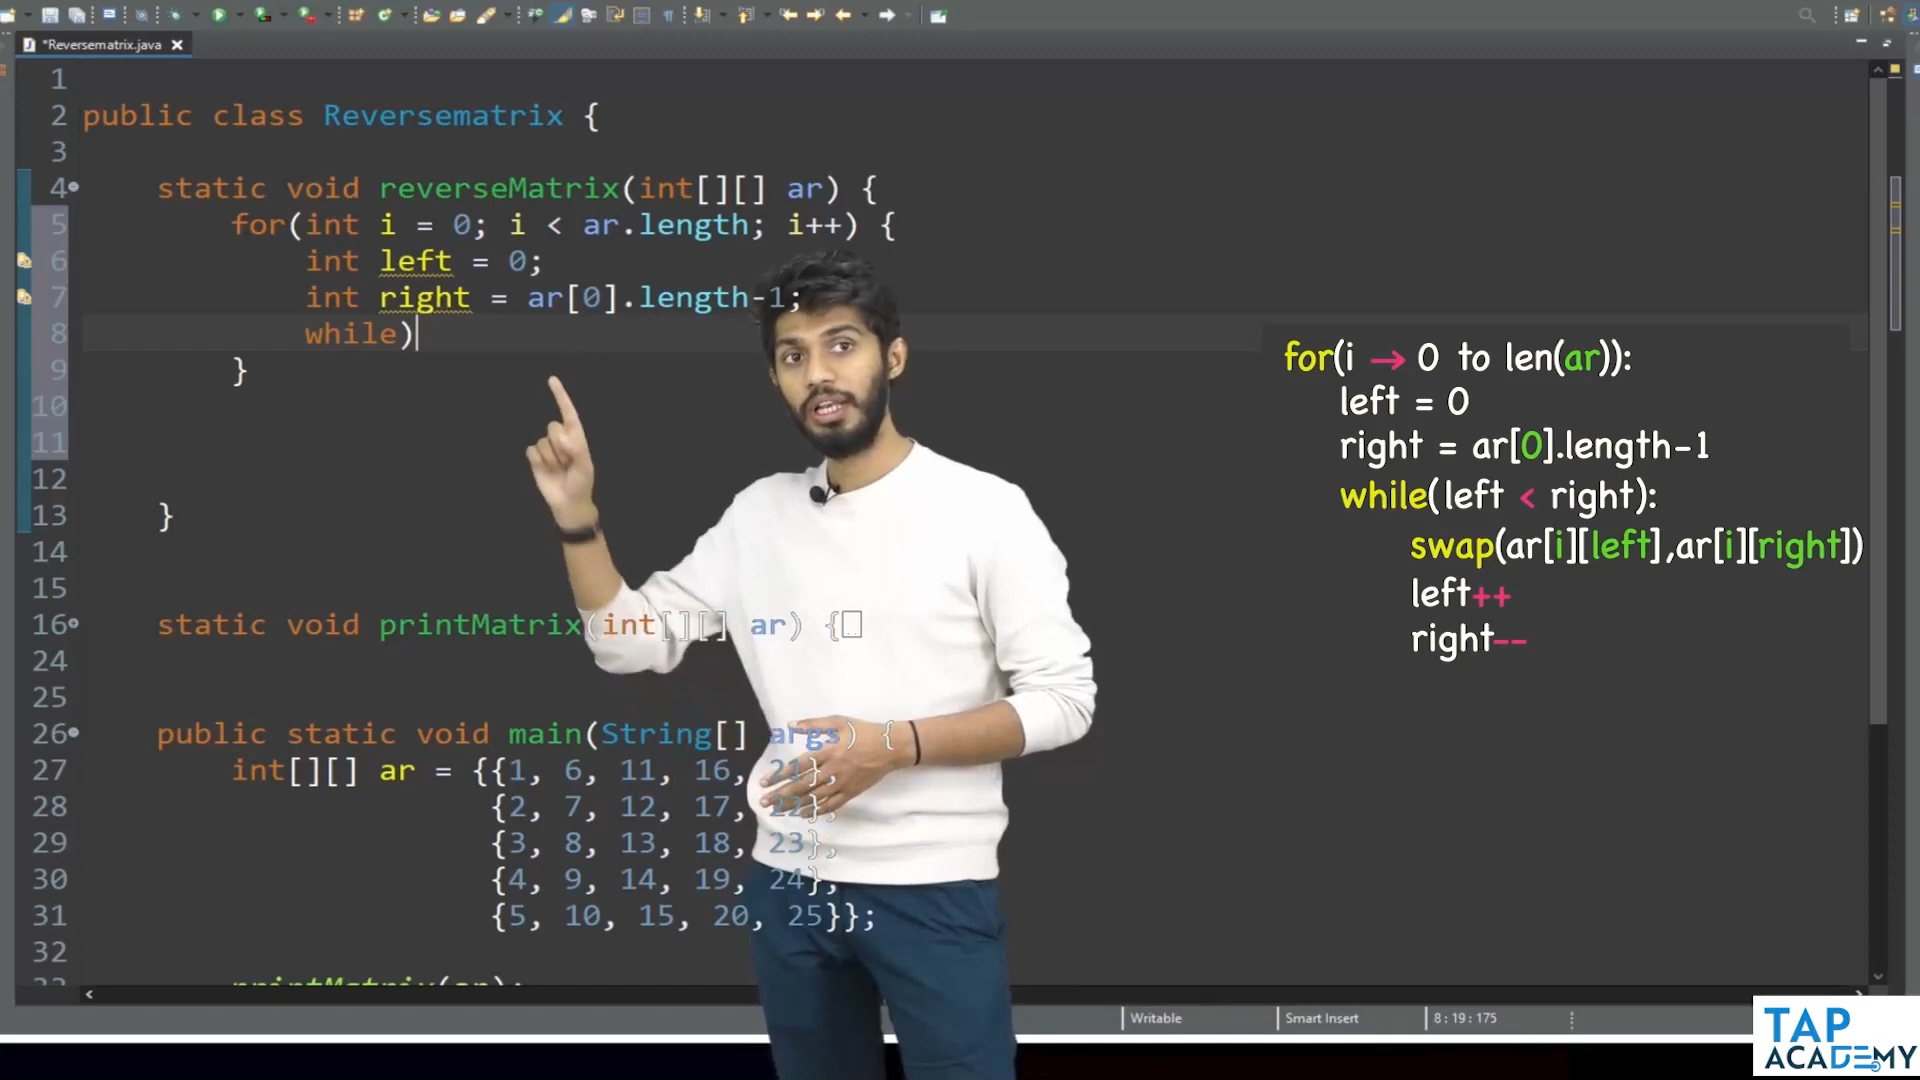 *Reversematrix.java
1
2 public class Reversematrix {
3
4 static void reverseMatrix(int[][] ar) {
5 for(int i = 0; i < ar.length; i++) {
6 int left = 0;
7 int right = ar[0].length-1;
8 while)
9 }
10
11
12
13 }
14
15
16 static void printMatrix(int[][] ar) {
24
25
26 public static void main(String[] args) {
27 int[][] ar = {{1, 6, 11, 16, 21},
28 {2, 7, 12, 17, 22},
29 {3, 8, 13, 18, 23},
30 {4, 9, 14, 19, 24},
31 {5, 10, 15, 20, 25}};
32
printMatrix(ar);
for(i → 0 to len(ar)):
left = 0
right = ar[0].length-1
while(left < right):
swap(ar[i][left],ar[i][right])
left++
right--
Writable
Smart Insert
8:19:175
TAP
ACADEMY